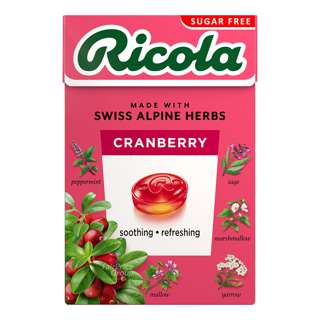 SUGAR FREE
Ricola
MADE WITH
SWISS ALPINE HERBS
CRANBERRY
peppermint
sage
soothing • refreshing
marshmallow
mallow
yarrow